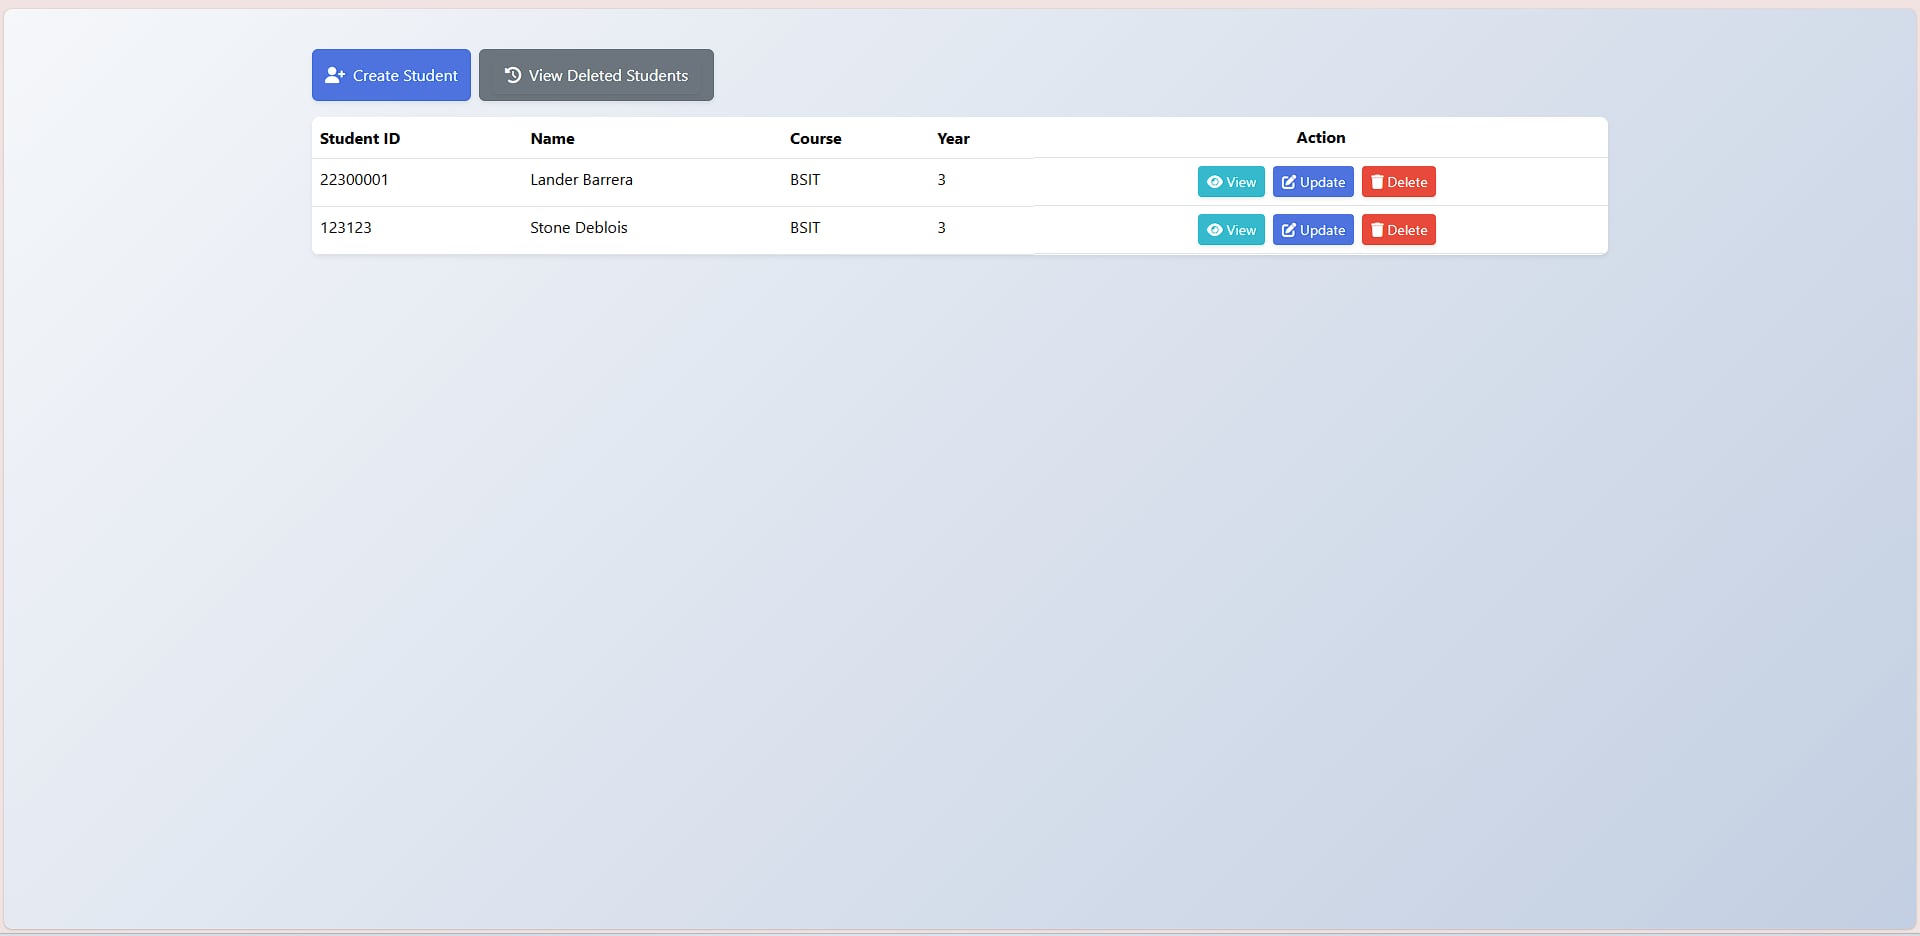 Create Student View Deleted Students
Student ID Name Course Year Action
22300001 Lander Barrera BSIT 3 View Update Delete
123123 Stone Deblois BSIT 3 View Update Delete